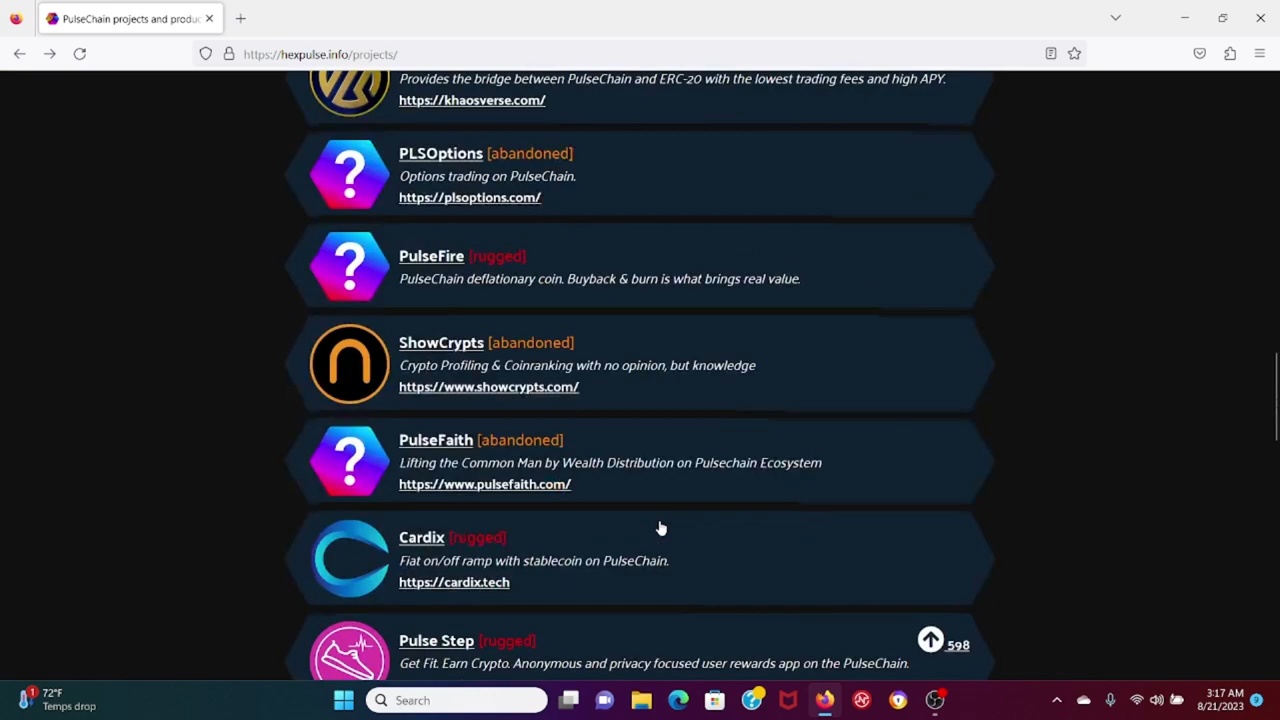 PulseChain projects and produc
https://hexpulse.info/projects/
Provides the bridge between PulseChain and ERC-20 with the lowest trading fees and high APY.
https://khaosverse.com/
PLSOptions [abandoned]
Options trading on PulseChain.
https://plsoptions.com/
PulseFire [rugged]
PulseChain deflationary coin. Buyback & burn is what brings real value.
ShowCrypts [abandoned]
Crypto Profiling & Coinranking with no opinion, but knowledge
https://www.showcrypts.com/
PulseFaith [abandoned]
Lifting the Common Man by Wealth Distribution on Pulsechain Ecosystem
https://www.pulsefaith.com/
Cardix [rugged]
Fiat on/off ramp with stablecoin on PulseChain.
https://cardix.tech
Pulse Step [rugged]
598
Get Fit. Earn Crypto. Anonymous and privacy focused user rewards app on the PulseChain.
1
72°F
Temps drop
Search
3:17 AM
8/21/2023